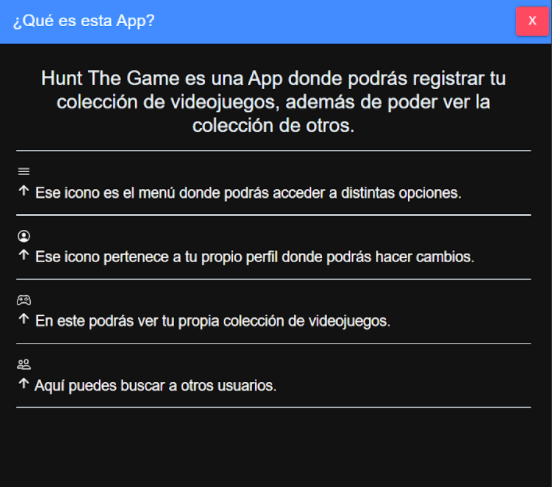 ¿Qué es esta App?
X
Hunt The Game es una App donde podrás registrar tu
colección de videojuegos, además de poder ver la
colección de otros.
Ese icono es el menú donde podrás acceder a distintas opciones.
Ese icono pertenece a tu propio perfil donde podrás hacer cambios.
En este podrás ver tu propia colección de videojuegos.
Aquí puedes buscar a otros usuarios.